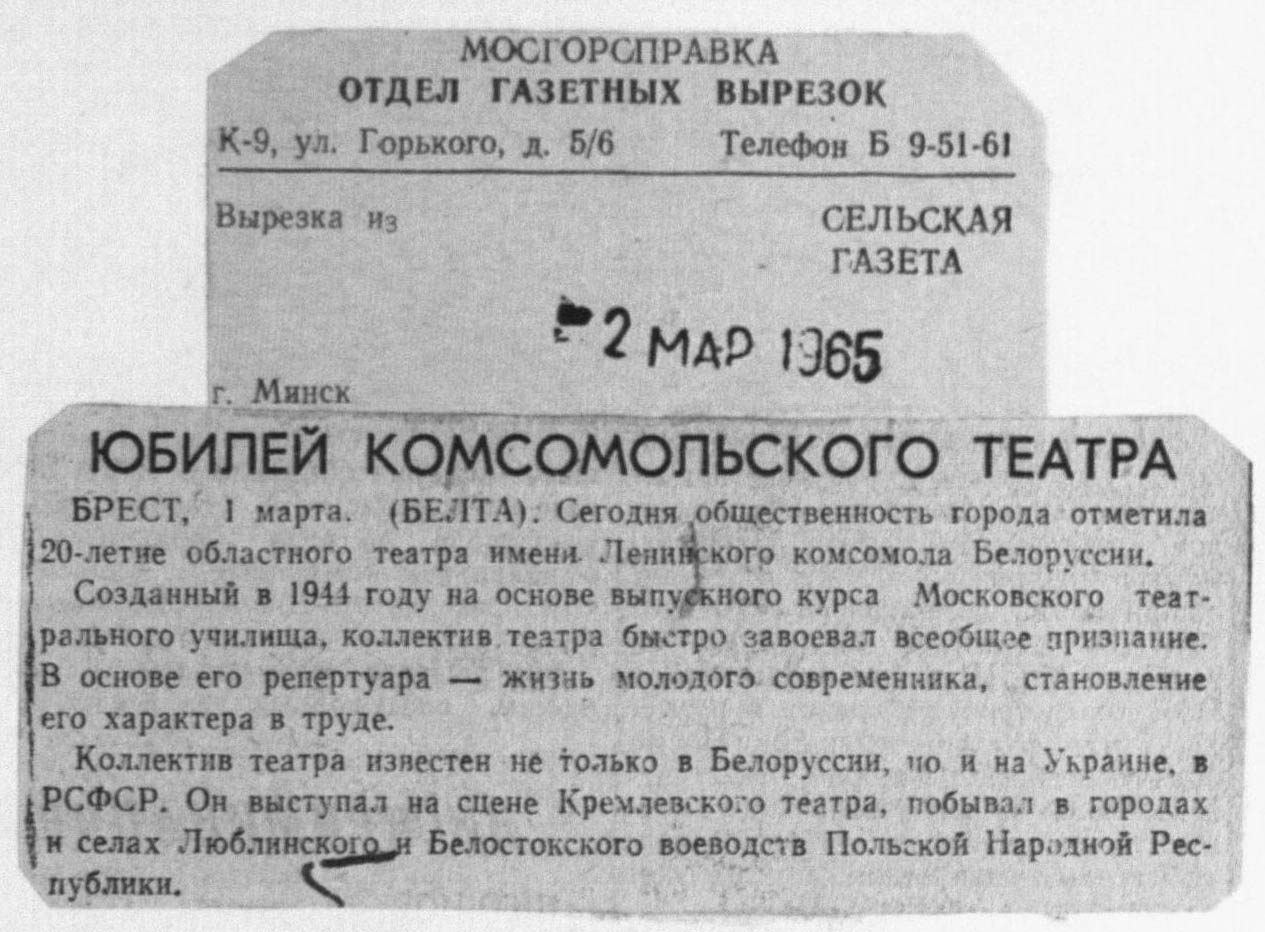 МОСГОРСПРАВКА
ОТДЕЛ ГАЗЕТНЫХ ВЫРЕЗОК
К-9, ул. Горького, д. 5/6 Телефон Б 9-51-61
Вырезка из СЕЛЬСКАЯ
ГАЗЕТА
2 МАР 1965
г. Минск
ЮБИЛЕЙ КОМСОМОЛЬСКОГО ТЕАТРА
БРЕСТ, 1 марта. (БЕЛТА). Сегодня общественность города отметила
20-летие областного театра имени Ленинского комсомола Белоруссии.
Созданный в 1944 году на основе выпускного курса Московского теат-
рального училища, коллектив театра быстро завоевал всеобщее признание.
В основе его репертуара — жизнь молодого современника, становление
его характера в труде.
Коллектив театра известен не только в Белоруссии, но и на Украине, в
РСФСР. Он выступал на сцене Кремлевского театра, побывал в городах
и селах Люблинского и Белостокского воеводств Польской Народной Рес-
публики.